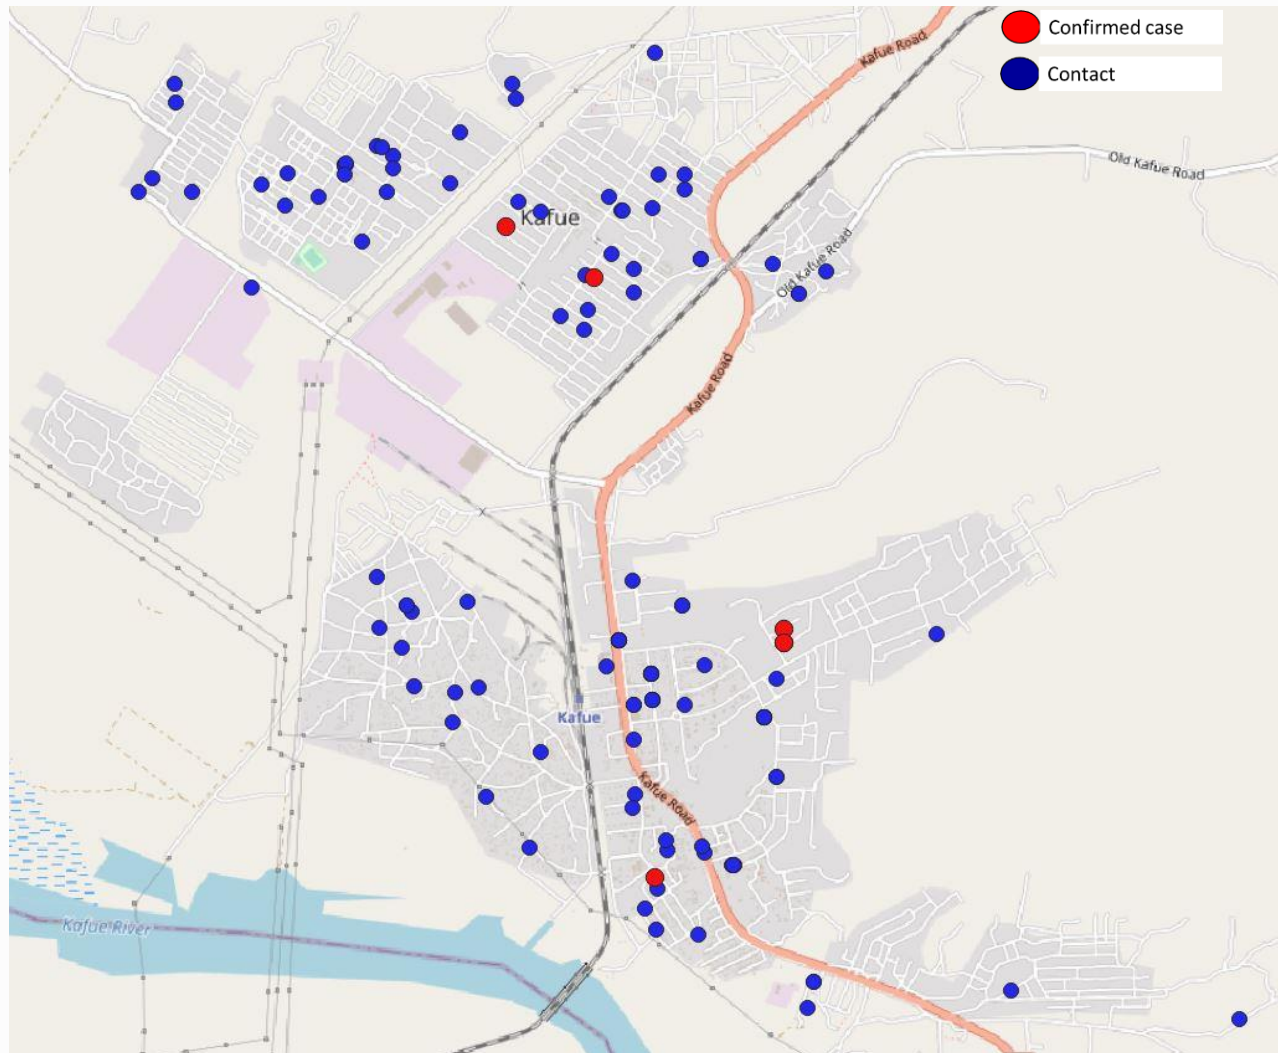 Kafue Road
Confirmed case
Contact
Old Kafue Road
Kafue
Old Kafue Road
Kafue Road
Kafue
Kafue Road
Kafue River